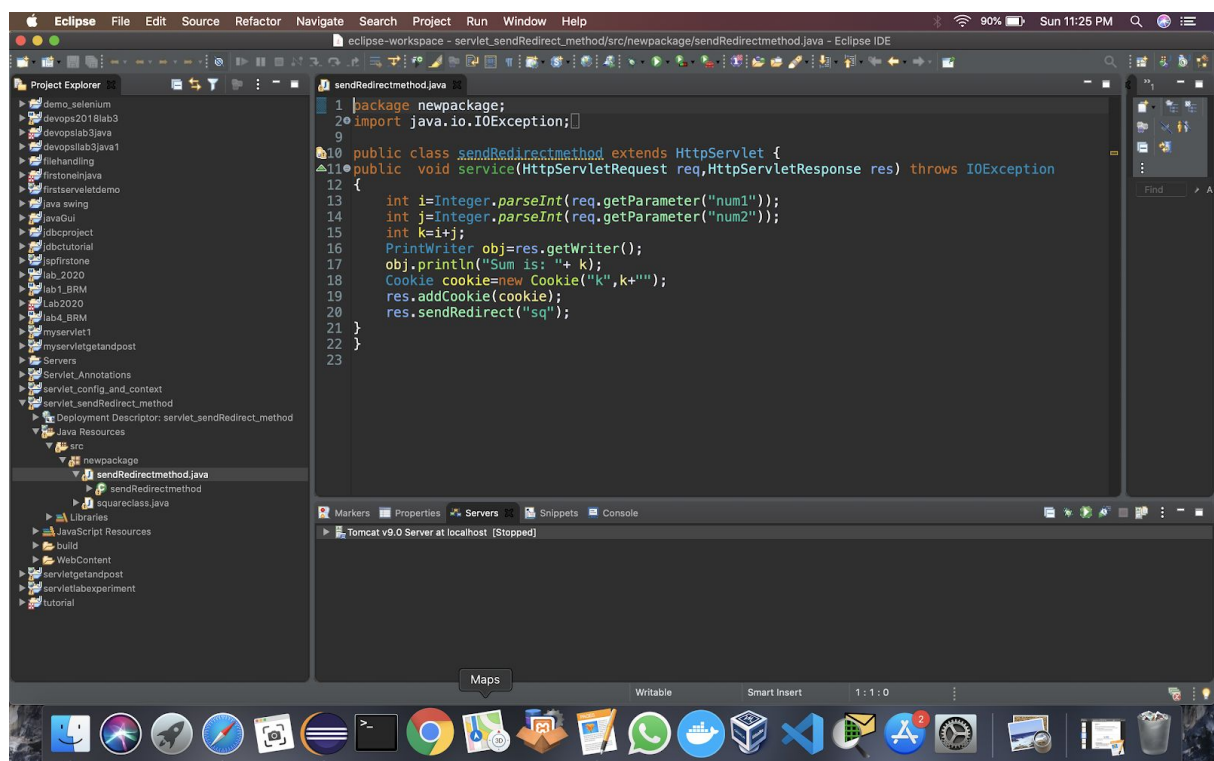 Eclipse File Edit Source Refactor Navigate Search Project Run Window Help 90% Sun 11:25 PM
eclipse-workspace - servlet_sendRedirect_method/src/newpackage/sendRedirectmethod.java - Eclipse IDE
Project Explorer
demo_selenium
devops2018lab3
devopslab3java
devopsllab3java1
filehandling
firstoneinjava
firstserveletdemo
java swing
javaGui
jdbcproject
jdbctutorial
jspfirstone
lab_2020
lab1_BRM
Lab2020
lab4_BRM
myservlet1
myservletgetandpost
Servers
Servlet_Annotations
servlet_config_and_context
servlet_sendRedirect_method
Deployment Descriptor: servlet_sendRedirect_method
Java Resources
src
newpackage
sendRedirectmethod.java
sendRedirectmethod
squareclass.java
Libraries
JavaScript Resources
build
WebContent
servletgetandpost
servletlabexperiment
tutorial
sendRedirectmethod.java
1 package newpackage;
2 import java.io.IOException;
9
10 public class sendRedirectmethod extends HttpServlet {
11 public  void service(HttpServletRequest req,HttpServletResponse res) throws IOException
12 {
13     int i=Integer.parseInt(req.getParameter("num1"));
14     int j=Integer.parseInt(req.getParameter("num2"));
15     int k=i+j;
16     PrintWriter obj=res.getWriter();
17     obj.println("Sum is: "+ k);
18     Cookie cookie=new Cookie("k",k+"");
19     res.addCookie(cookie);
20     res.sendRedirect("sq");
21 }
22 }
23
1
Find A
Markers Properties Servers Snippets Console
Tomcat v9.0 Server at localhost [Stopped]
Writable Smart Insert 1 : 1 : 0
Maps
3D
2